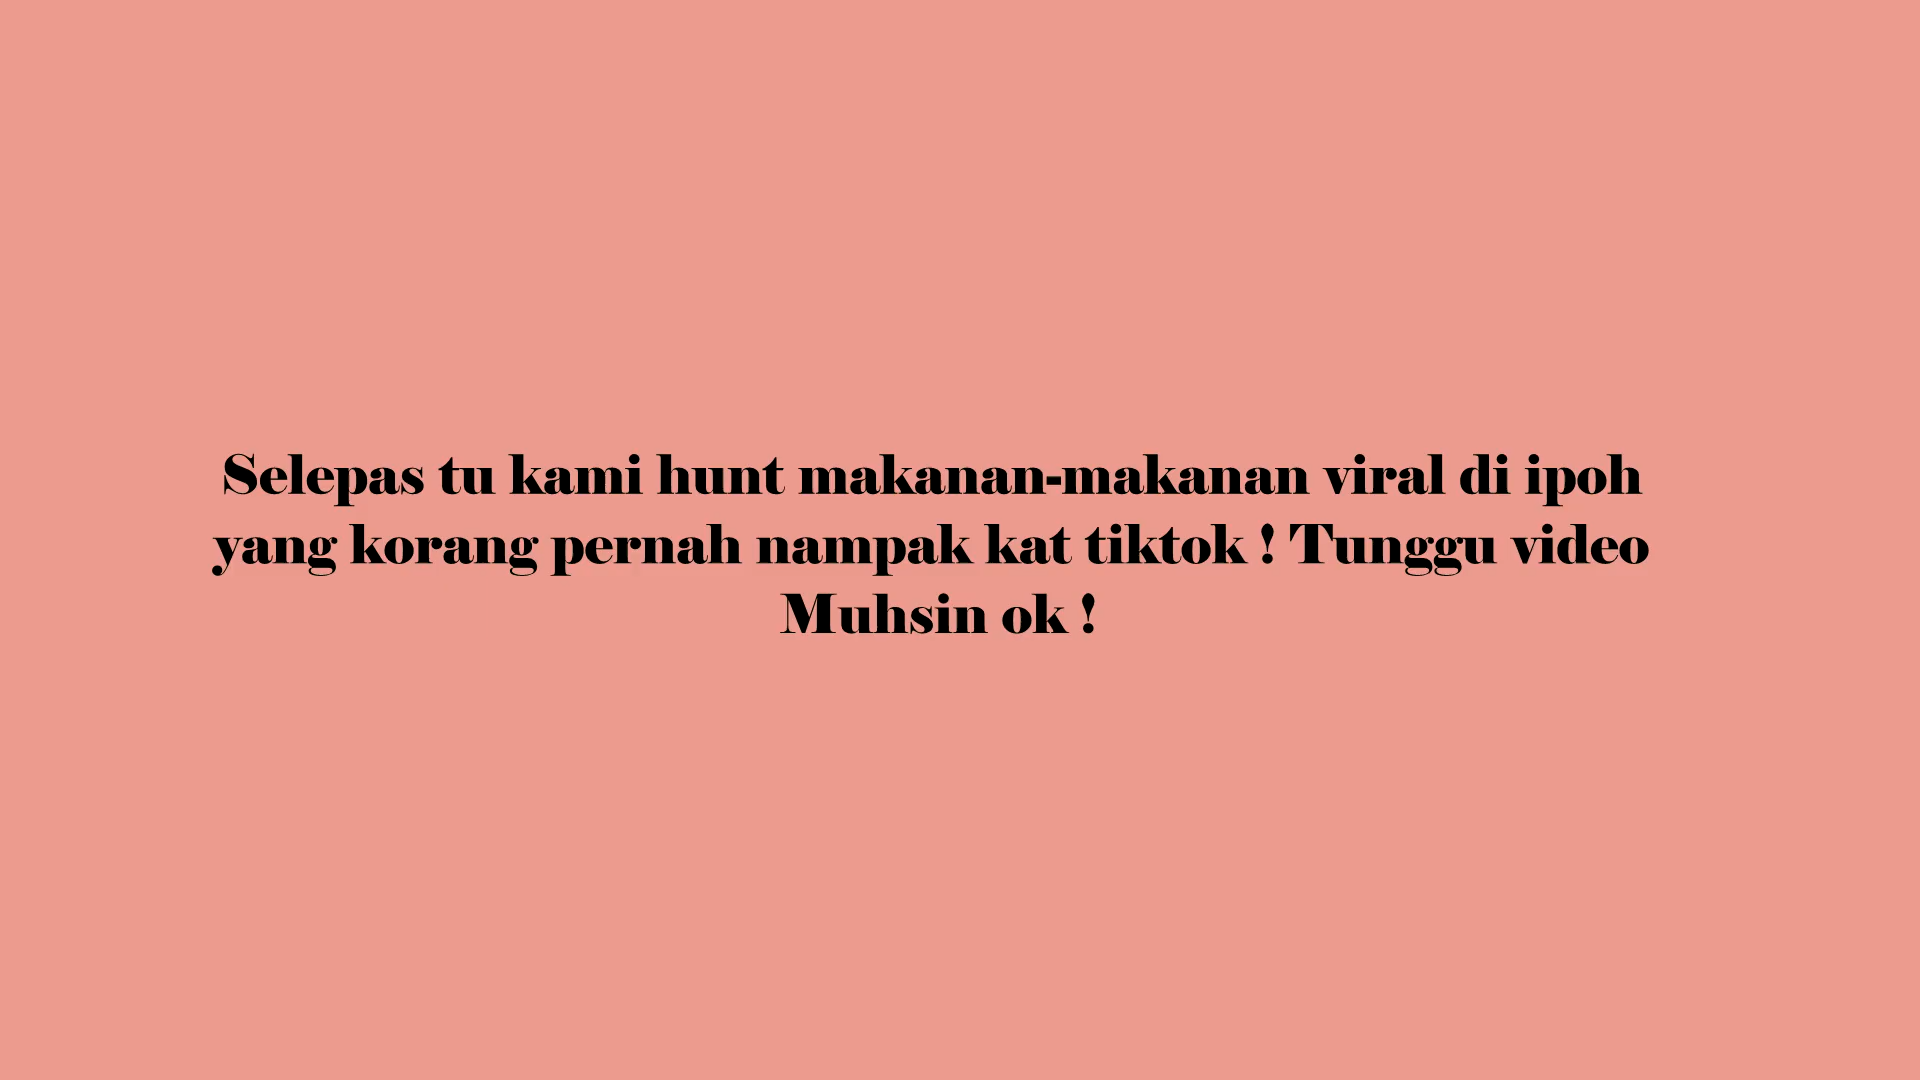 Selepas tu kami hunt makanan-makanan viral di ipoh
yang korang pernah nampak kat tiktok ! Tunggu video
Muhsin ok !